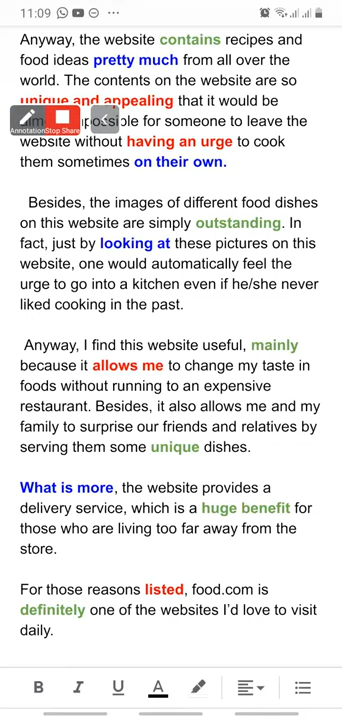 11:09
Anyway, the website contains recipes and
food ideas pretty much from all over the
world. The contents on the website are so
unique and appealing that it would be
possible for someone to leave the
website without having an urge to cook
them sometimes on their own.
Annotation Stop Share
Besides, the images of different food dishes
on this website are simply outstanding. In
fact, just by looking at these pictures on this
website, one would automatically feel the
urge to go into a kitchen even if he/she never
liked cooking in the past.
Anyway, I find this website useful, mainly
because it allows me to change my taste in
foods without running to an expensive
restaurant. Besides, it also allows me and my
family to surprise our friends and relatives by
serving them some unique dishes.
What is more, the website provides a
delivery service, which is a huge benefit for
those who are living too far away from the
store.
For those reasons listed, food.com is
definitely one of the websites I'd love to visit
daily.
B I U A